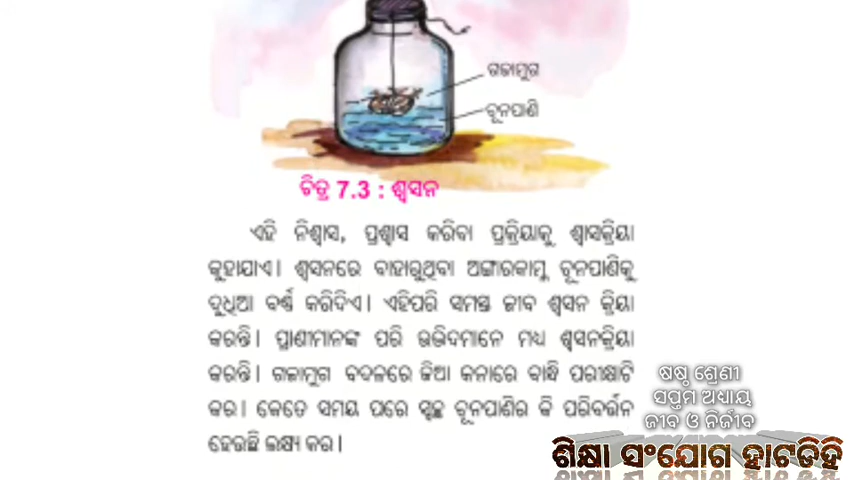 ଗଜାମୁଗ
ଚୂନପାଣି
ଚିତ୍ର 7.3 : ଶ୍ୱସନ
ଏହି ନିଶ୍ୱାସ, ପ୍ରଶ୍ୱାସ କରିବା ପ୍ରକ୍ରିୟାକୁ ଶ୍ୱାସକ୍ରିୟା
କୁହାଯାଏ। ଶ୍ୱସନରେ ବାହାରୁଥିବା ଅଙ୍ଗାରକାମ୍ଳ ଚୂନପାଣିକୁ
ଦୁଧିଆ ବର୍ଣ୍ଣ କରିଦିଏ। ଏହିପରି ସମସ୍ତ ଜୀବ ଶ୍ୱସନ କ୍ରିୟା
କରନ୍ତି। ପ୍ରାଣୀମାନଙ୍କ ପରି ଉଦ୍ଭିଦମାନେ ମଧ୍ୟ ଶ୍ୱସନକ୍ରିୟା
କରନ୍ତି। ଗଜାମୁଗ ବଦଳରେ ଜିଆ କନାରେ ବାନ୍ଧି ପରୀକ୍ଷାଟି
କର। କେତେ ସମୟ ପରେ ସ୍ୱଚ୍ଛ ଚୂନପାଣିର କି ପରିବର୍ତ୍ତନ
ହେଉଛି ଲକ୍ଷ୍ୟ କର।
ଷଷ୍ଠ ଶ୍ରେଣୀ
ସପ୍ତମ ଅଧ୍ୟାୟ
ଜୀବ ଓ ନିର୍ଜୀବ
ଶିକ୍ଷା ସଂଯୋଗ ହାଟଡିହି